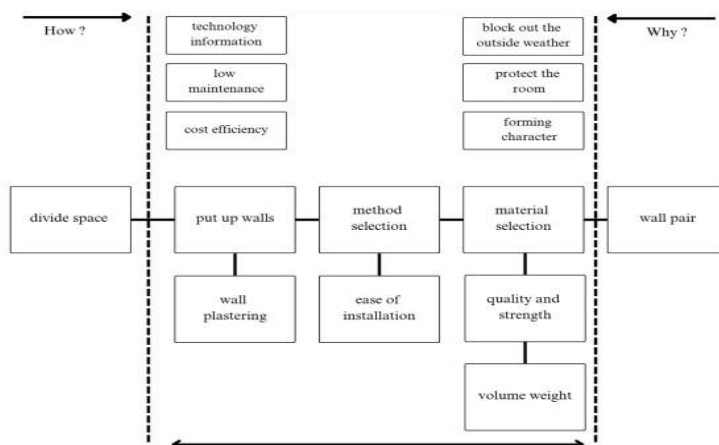 How ?
technology
information
block out the
outside weather
Why ?
low
maintenance
protect the
room
cost efficiency
forming
character
divide space
put up walls
method
selection
material
selection
wall pair
wall
plastering
ease of
installation
quality and
strength
volume weight